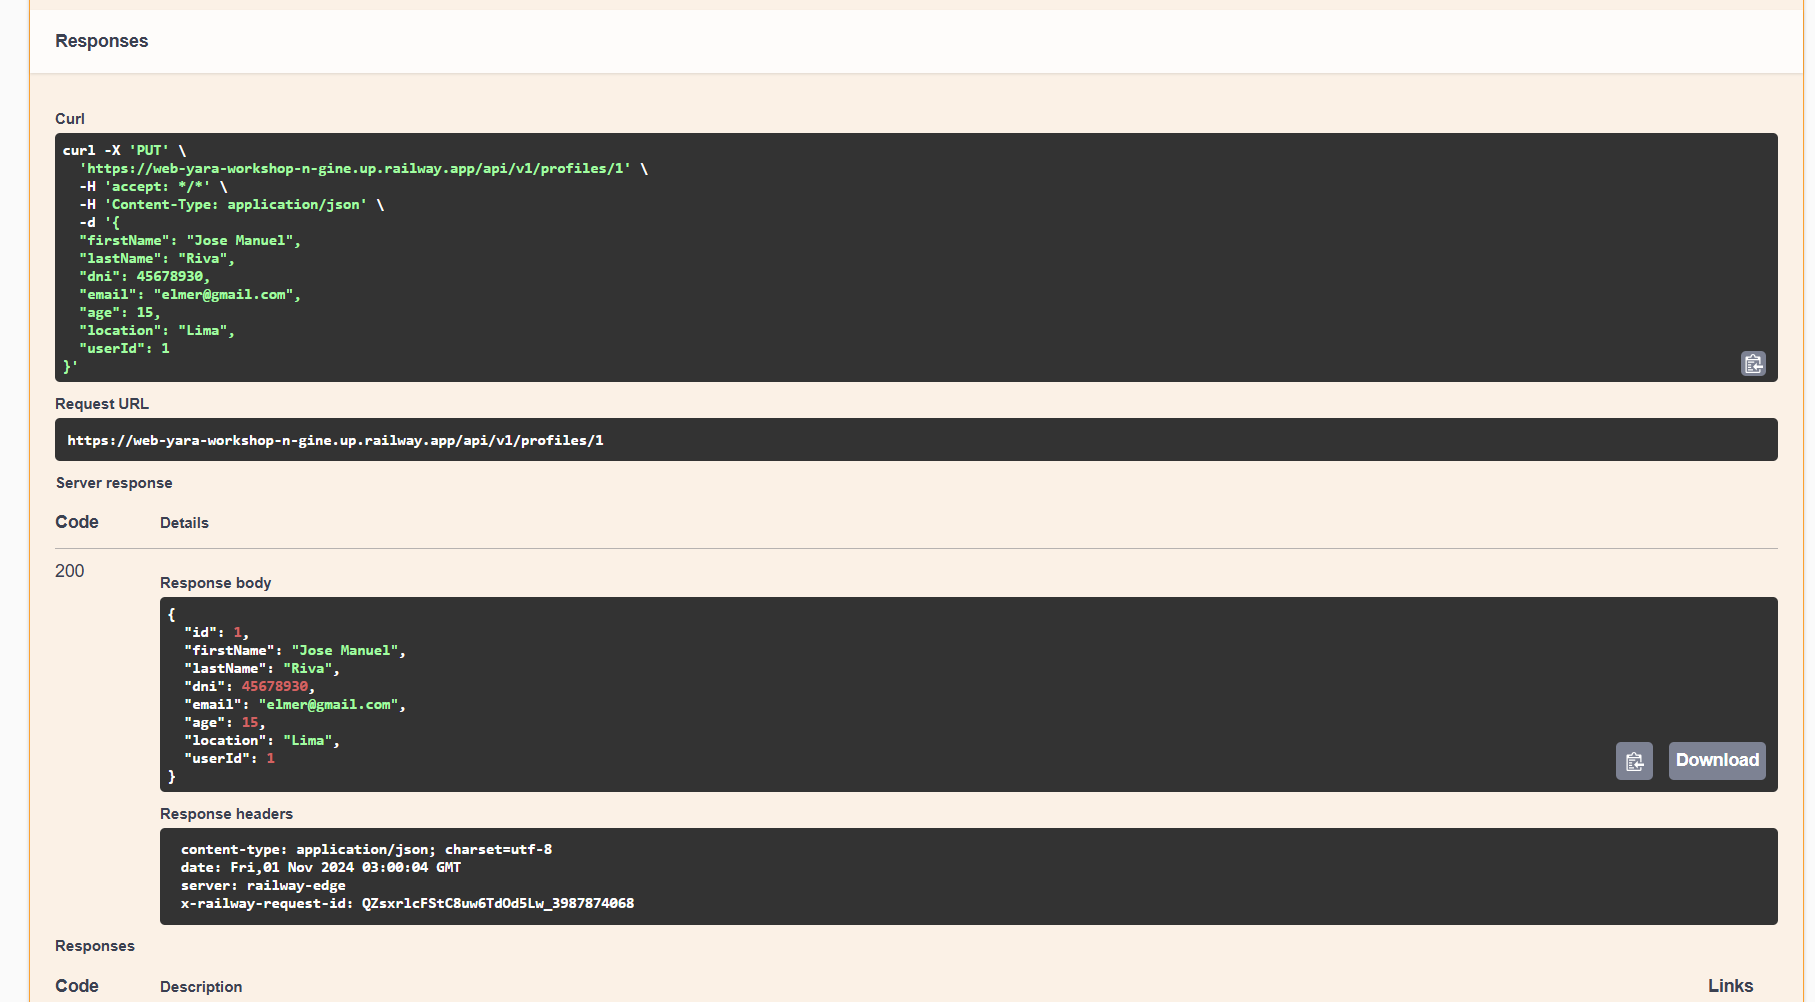 Responses
Curl
curl -X 'PUT' \
'https://web-yara-workshop-n-gine.up.railway.app/api/v1/profiles/1' \
-H 'accept: */*' \
-H 'Content-Type: application/json' \
-d '{
"firstName": "Jose Manuel",
"lastName": "Riva",
"dni": 45678930,
"email": "elmer@gmail.com",
"age": 15,
"location": "Lima",
"userId": 1
}'
Request URL
https://web-yara-workshop-n-gine.up.railway.app/api/v1/profiles/1
Server response
Code Details
200
Response body
{
"id": 1,
"firstName": "Jose Manuel",
"lastName": "Riva",
"dni": 45678930,
"email": "elmer@gmail.com",
"age": 15,
"location": "Lima",
"userId": 1
}
Download
Response headers
content-type: application/json; charset=utf-8
date: Fri,01 Nov 2024 03:00:04 GMT
server: railway-edge
x-railway-request-id: QZsxrlcFStC8uw6TdOd5Lw_3987874068
Responses
Code Description Links